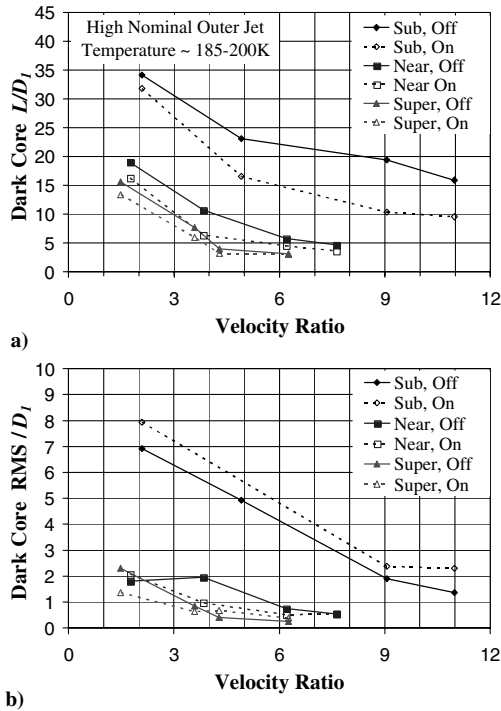 High Nominal Outer Jet
Temperature ~ 185-200K
Sub, Off
Sub, On
Near, Off
Near On
Super, Off
Super, On
Dark Core L/D1
45
40
35
30
25
20
15
10
5
0
0 3 6 9 12
Velocity Ratio
a)
Sub, Off
Sub, On
Near, Off
Near, On
Super, Off
Super, On
Dark Core RMS/D1
10
9
8
7
6
5
4
3
2
1
0
0 3 6 9 12
Velocity Ratio
b)